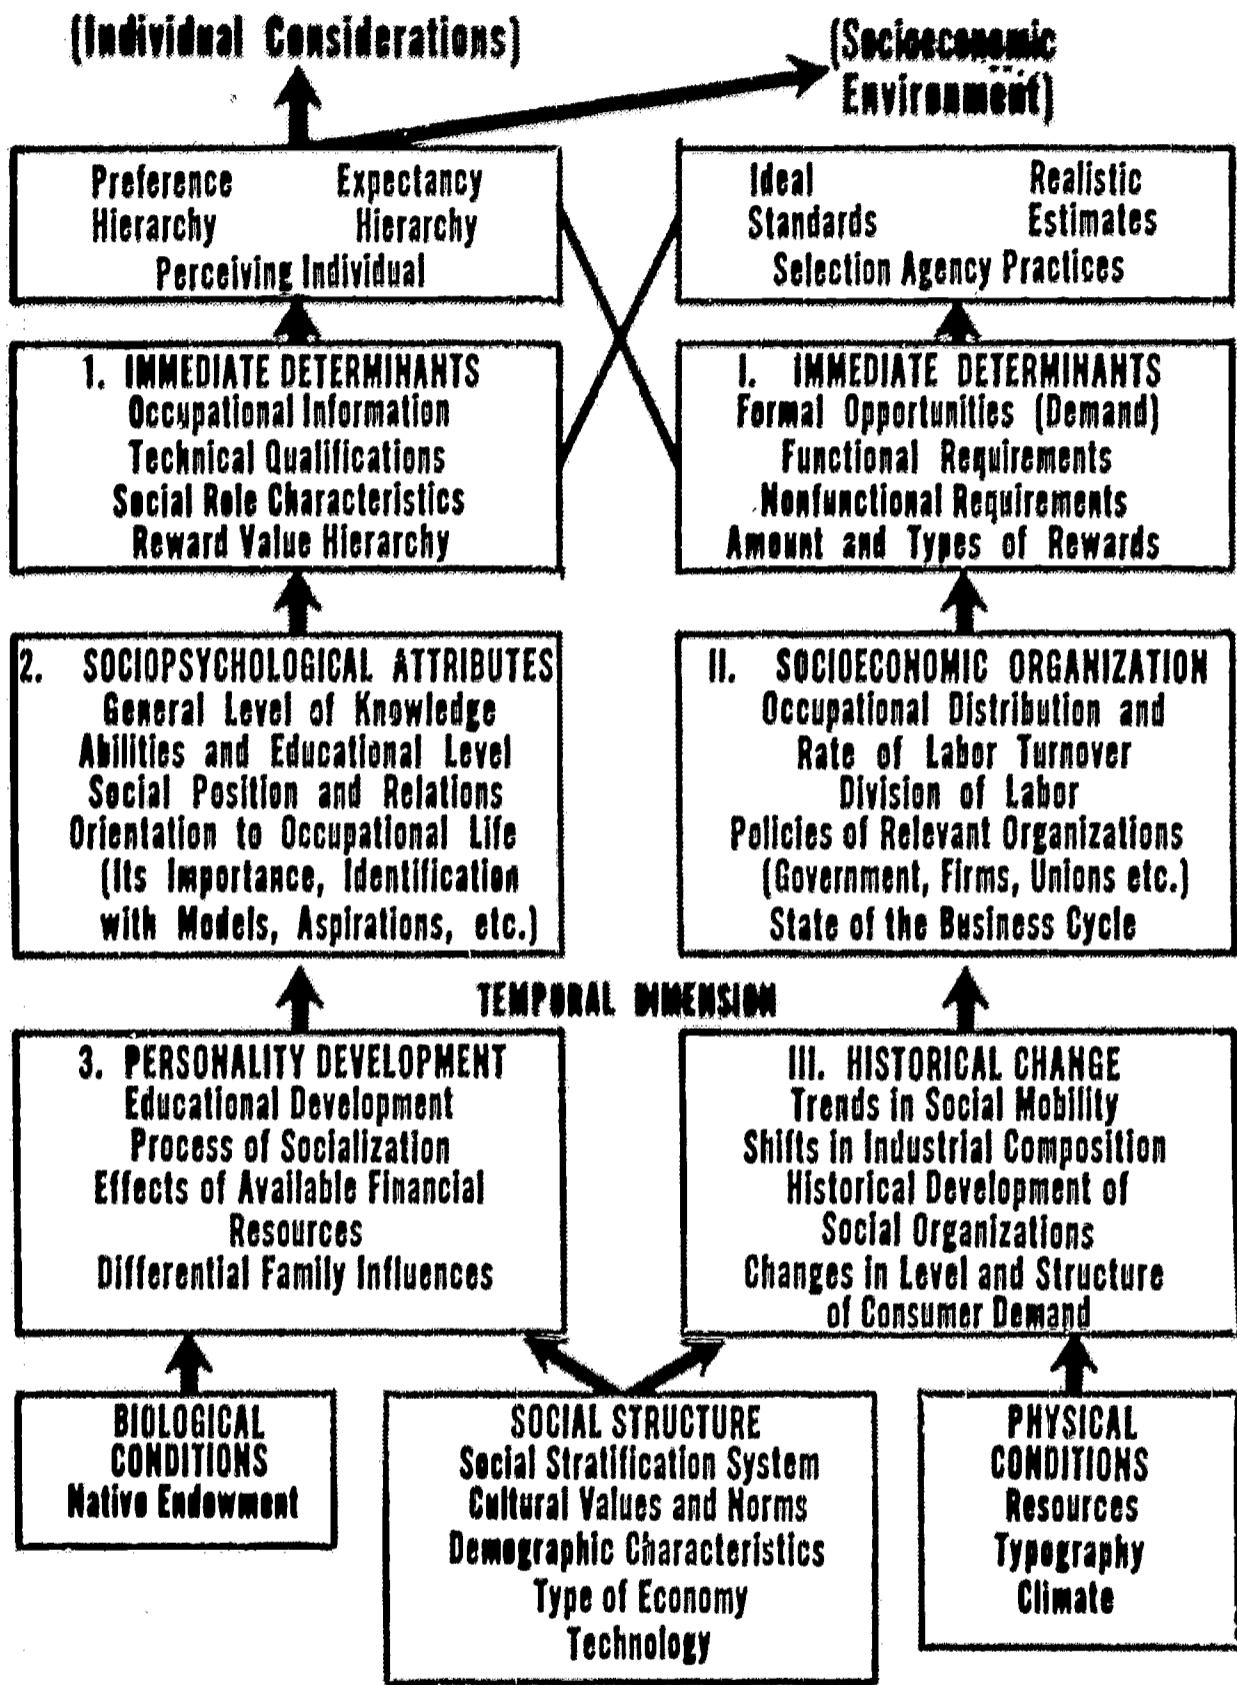 (Individual Considerations)
(Socioeconomic
Environment)
Preference Expectancy
Hierarchy Hierarchy
Perceiving Individual
Ideal Realistic
Standards Estimates
Selection Agency Practices
1. IMMEDIATE DETERMINANTS
Occupational Information
Technical Qualifications
Social Role Characteristics
Reward Value Hierarchy
I. IMMEDIATE DETERMINANTS
Formal Opportunities (Demand)
Functional Requirements
Nonfunctional Requirements
Amount and Types of Rewards
2. SOCIOPSYCHOLOGICAL ATTRIBUTES
General Level of Knowledge
Abilities and Educational Level
Social Position and Relations
Orientation to Occupational Life
(Its Importance, Identification
with Models, Aspirations, etc.)
II. SOCIOECONOMIC ORGANIZATION
Occupational Distribution and
Rate of Labor Turnover
Division of Labor
Policies of Relevant Organizations
(Government, Firms, Unions etc.)
State of the Business Cycle
TEMPORAL DIMENSION
3. PERSONALITY DEVELOPMENT
Educational Development
Process of Socialization
Effects of Available Financial
Resources
Differential Family Influences
III. HISTORICAL CHANGE
Trends in Social Mobility
Shifts in Industrial Composition
Historical Development of
Social Organizations
Changes in Level and Structure
of Consumer Demand
BIOLOGICAL
CONDITIONS
Native Endowment
SOCIAL STRUCTURE
Social Stratification System
Cultural Values and Norms
Demographic Characteristics
Type of Economy
Technology
PHYSICAL
CONDITIONS
Resources
Typography
Climate